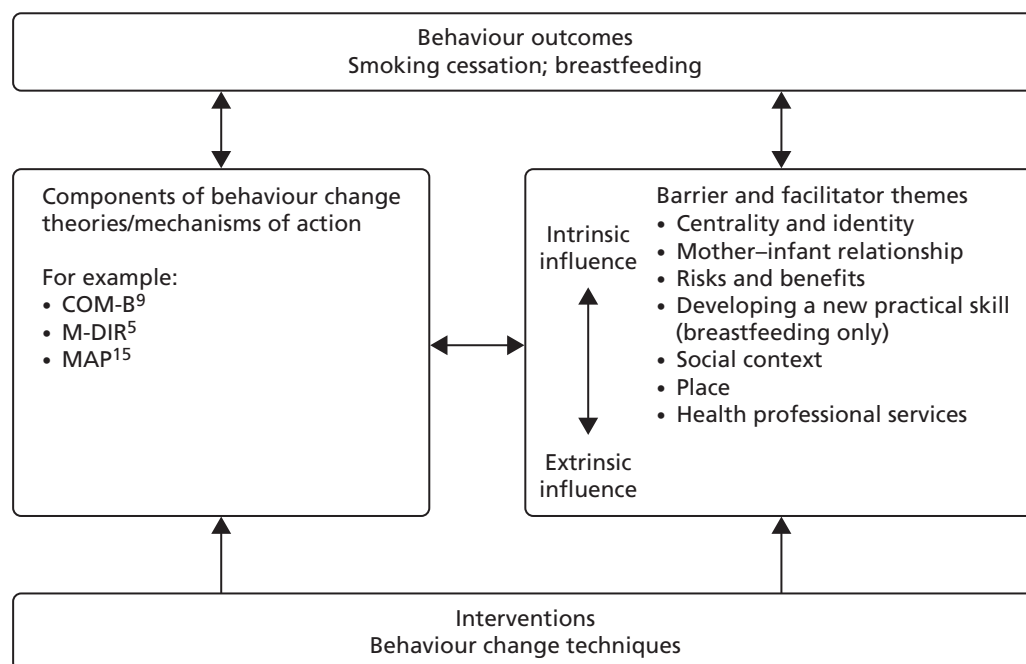 Behaviour outcomes
Smoking cessation; breastfeeding
Components of behaviour change
theories/mechanisms of action
For example:
• COM-B⁹
• M-DIR⁵
• MAP¹⁵
Intrinsic
influence
Extrinsic
influence
Barrier and facilitator themes
• Centrality and identity
• Mother–infant relationship
• Risks and benefits
• Developing a new practical skill
(breastfeeding only)
• Social context
• Place
• Health professional services
Interventions
Behaviour change techniques